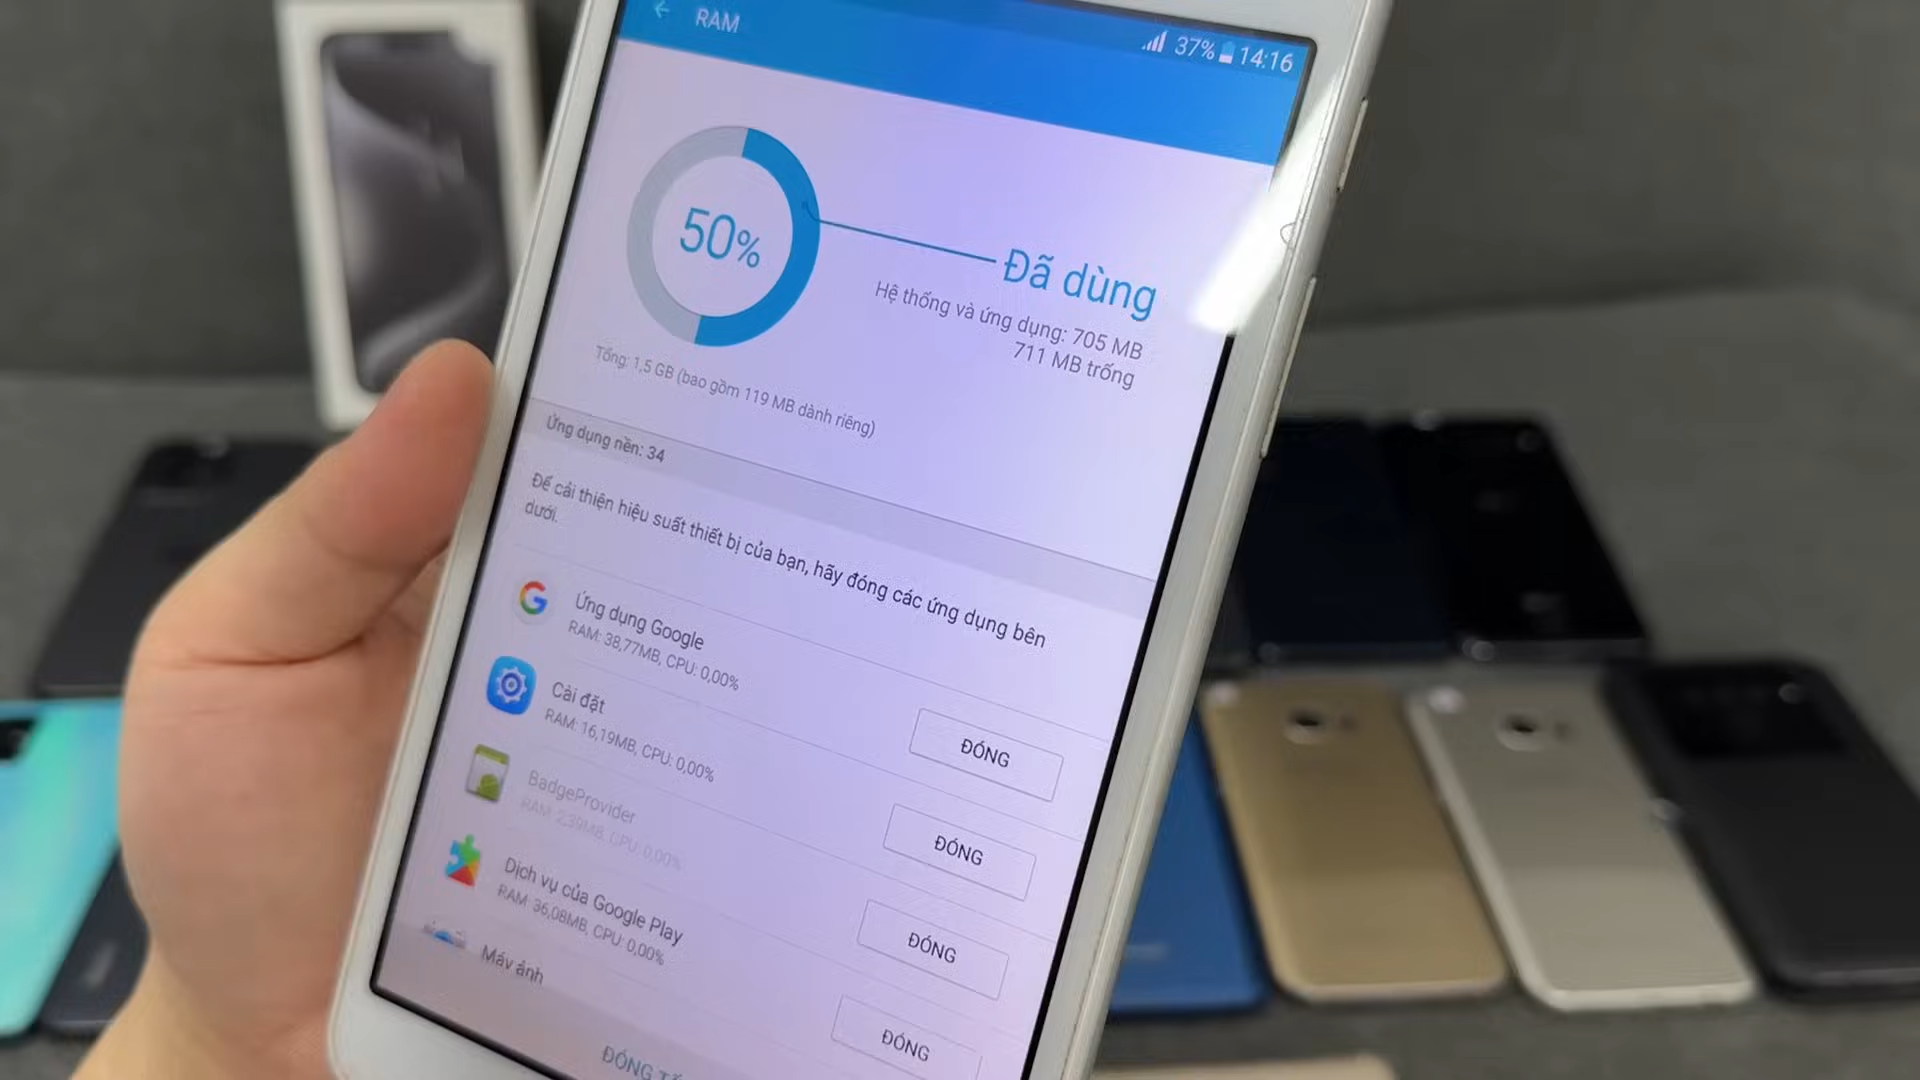 RAM
37% 14:16
50%
Đã dùng
Hệ thống và ứng dụng: 705 MB
711 MB trống
Tổng: 1,5 GB (bao gồm 119 MB dành riêng)
Ứng dụng nền: 34
Để cải thiện hiệu suất thiết bị của bạn, hãy đóng các ứng dụng bên
dưới.
Ứng dụng Google
RAM: 38,77MB, CPU: 0,00%
ĐÓNG
Cài đặt
RAM: 16,19MB, CPU: 0,00%
ĐÓNG
BadgeProvider
RAM: 2,39MB, CPU: 0,00%
ĐÓNG
Dịch vụ của Google Play
RAM: 36,08MB, CPU: 0,00%
ĐÓNG
Máy ảnh
ĐÓNG